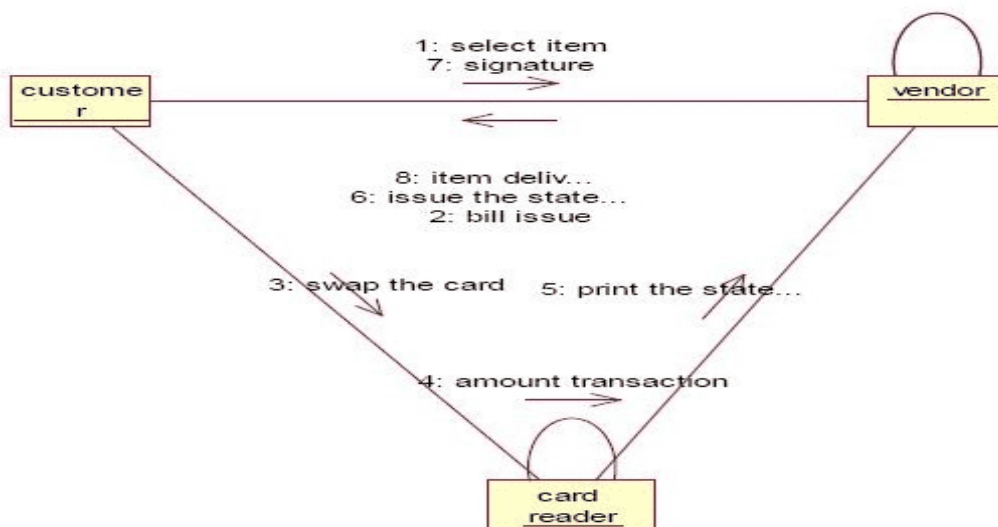 1: select item
7: signature
custome
r
vendor
8: item deliv...
6: issue the state...
2: bill issue
3: swap the card
5: print the state...
4: amount transaction
card
reader